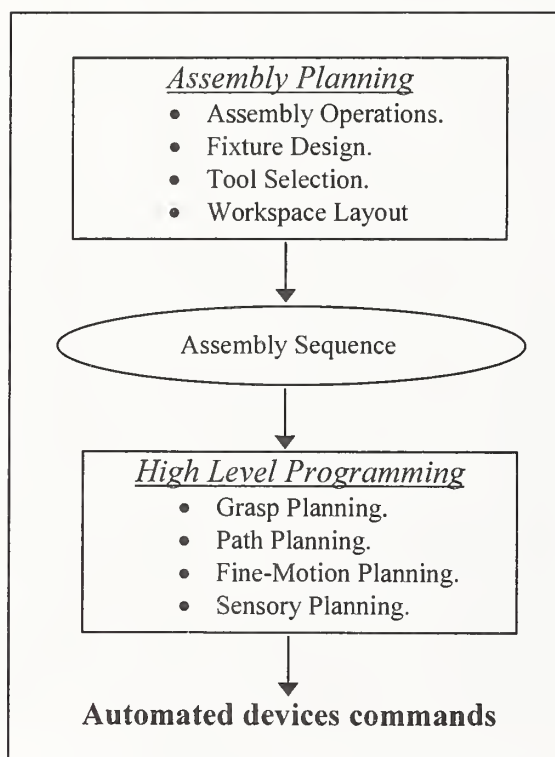 Assembly Planning
• Assembly Operations.
• Fixture Design.
• Tool Selection.
• Workspace Layout
Assembly Sequence
High Level Programming
• Grasp Planning.
• Path Planning.
• Fine-Motion Planning.
• Sensory Planning.
Automated devices commands